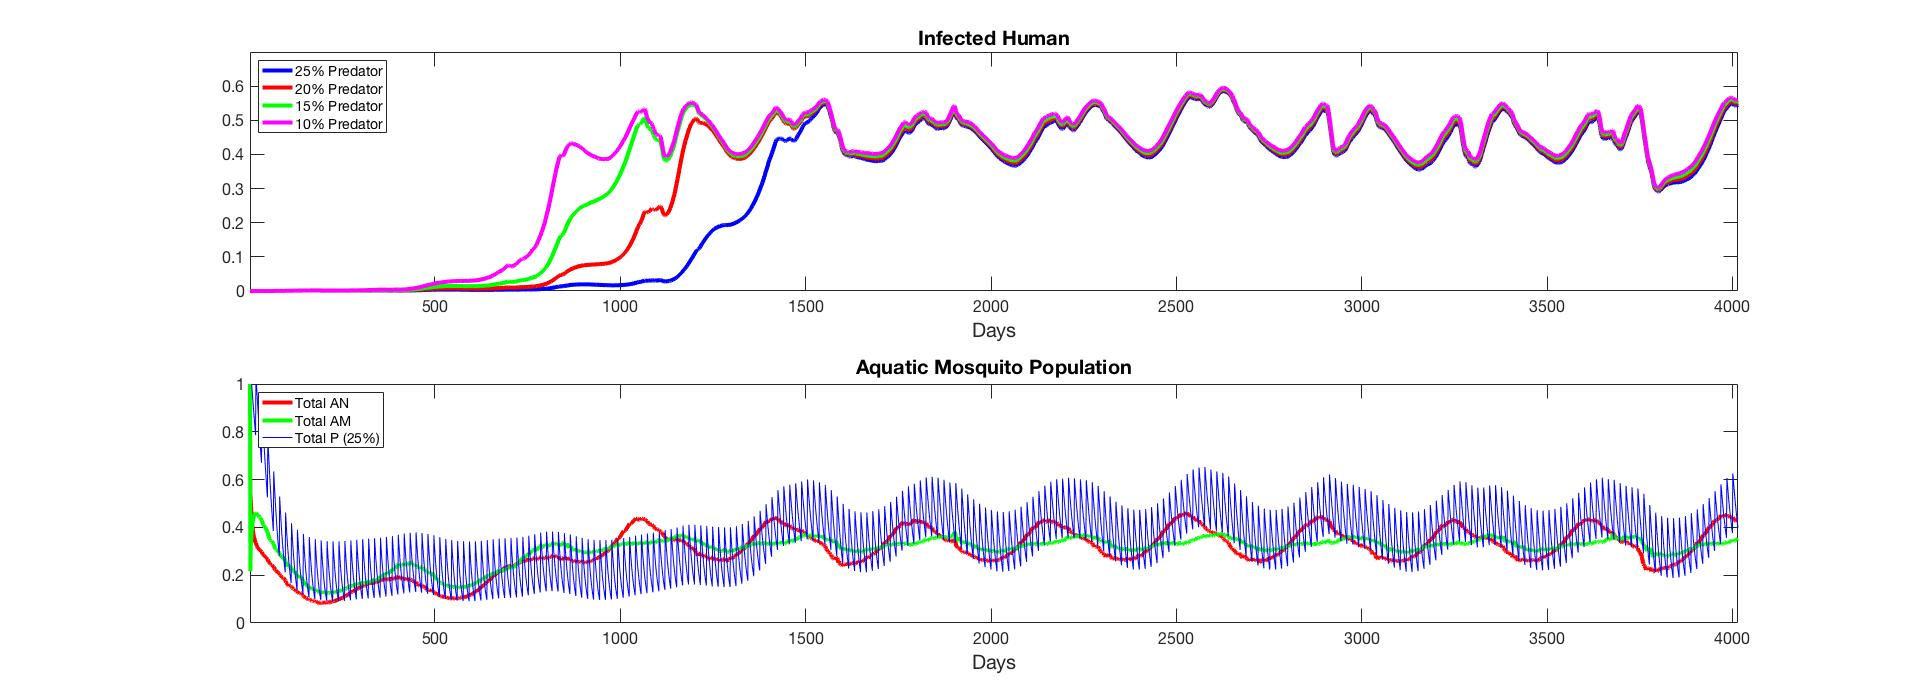 Infected Human
25% Predator
20% Predator
15% Predator
10% Predator
0.6
0.5
0.4
0.3
0.2
0.1
0
500 1000 1500 2000 2500 3000 3500 4000
Days
Aquatic Mosquito Population
Total AN
Total AM
Total P (25%)
1
0.8
0.6
0.4
0.2
0
500 1000 1500 2000 2500 3000 3500 4000
Days